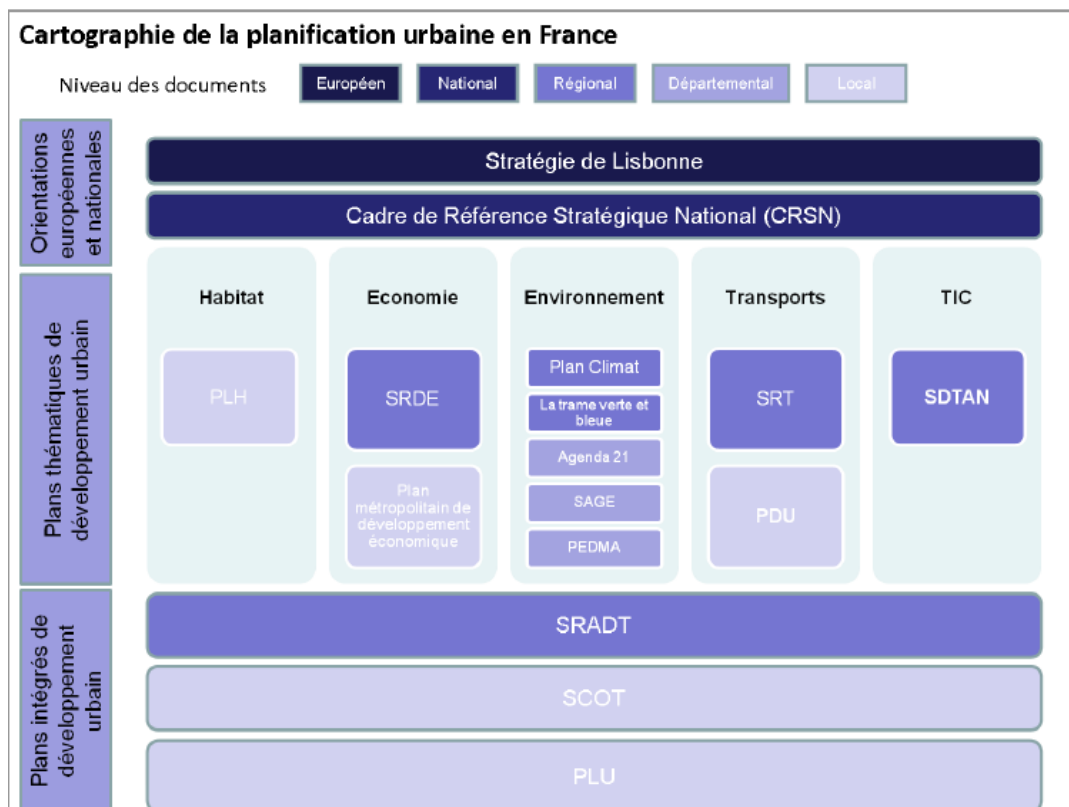 Cartographie de la planification urbaine en France
Niveau des documents
Européen
National
Régional
Départemental
Local
Orientations
européennes
et nationales
Stratégie de Lisbonne
Cadre de Référence Stratégique National (CRSN)
Plans thématiques de
développement urbain
Habitat
Economie
Environnement
Transports
TIC
PLH
SRDE
Plan
métropolitain de
développement
économique
Plan Climat
La trame verte et
bleue
Agenda 21
SAGE
PEDMA
SRT
PDU
SDTAN
Plans intégrés de
développement
urbain
SRADT
SCOT
PLU